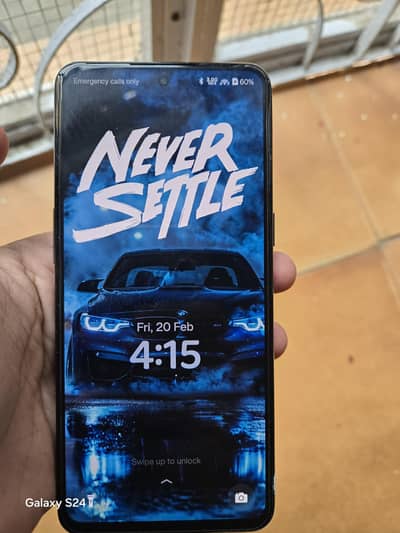 Emergency calls only
60%
NEVER
SETTLE
Fri, 20 Feb
4:15
Swipe up to unlock
Galaxy S24